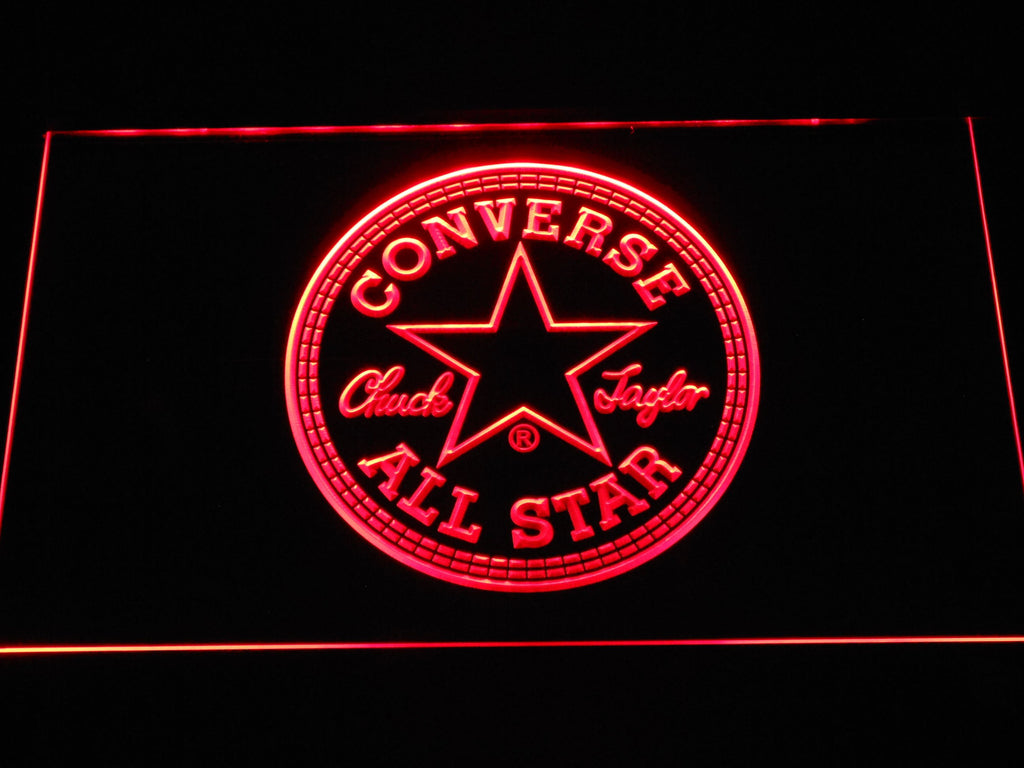 CONVERSE
Chuck Taylor
®
ALL STAR